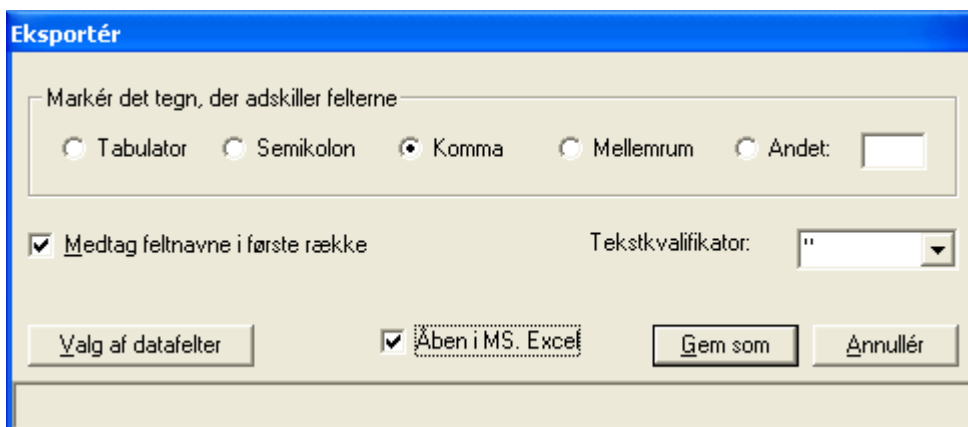 Eksportér
Markér det tegn, der adskiller felterne
Tabulator Semikolon Komma Mellemrum Andet:
Medtag feltnavne i første række Tekstkvalifikator: "
Valg af datafelter Åben i MS. Excel Gem som Annullér